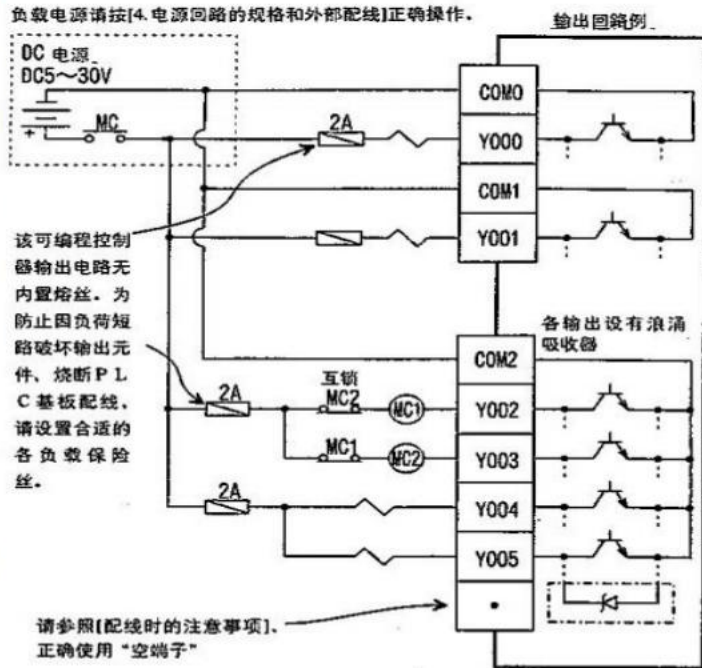 负载电源请按[4.电源回路的规格和外部配线]正确操作.
输出回路例
DC 电源
DC5～30V
+
MC
2A
COM0
Y000
COM1
Y001
该可编程控制
器输出电路无
内置熔丝. 为
防止因负荷短
路破坏输出元
件、烧断PL
C基板配线、
请设置合适的
各负载保险
丝.
各输出设有浪涌
吸收器
COM2
互锁
2A
MC2
MC1
Y002
MC1
MC2
Y003
2A
Y004
Y005
请参照[配线时的注意事项]、
正确使用“空端子”